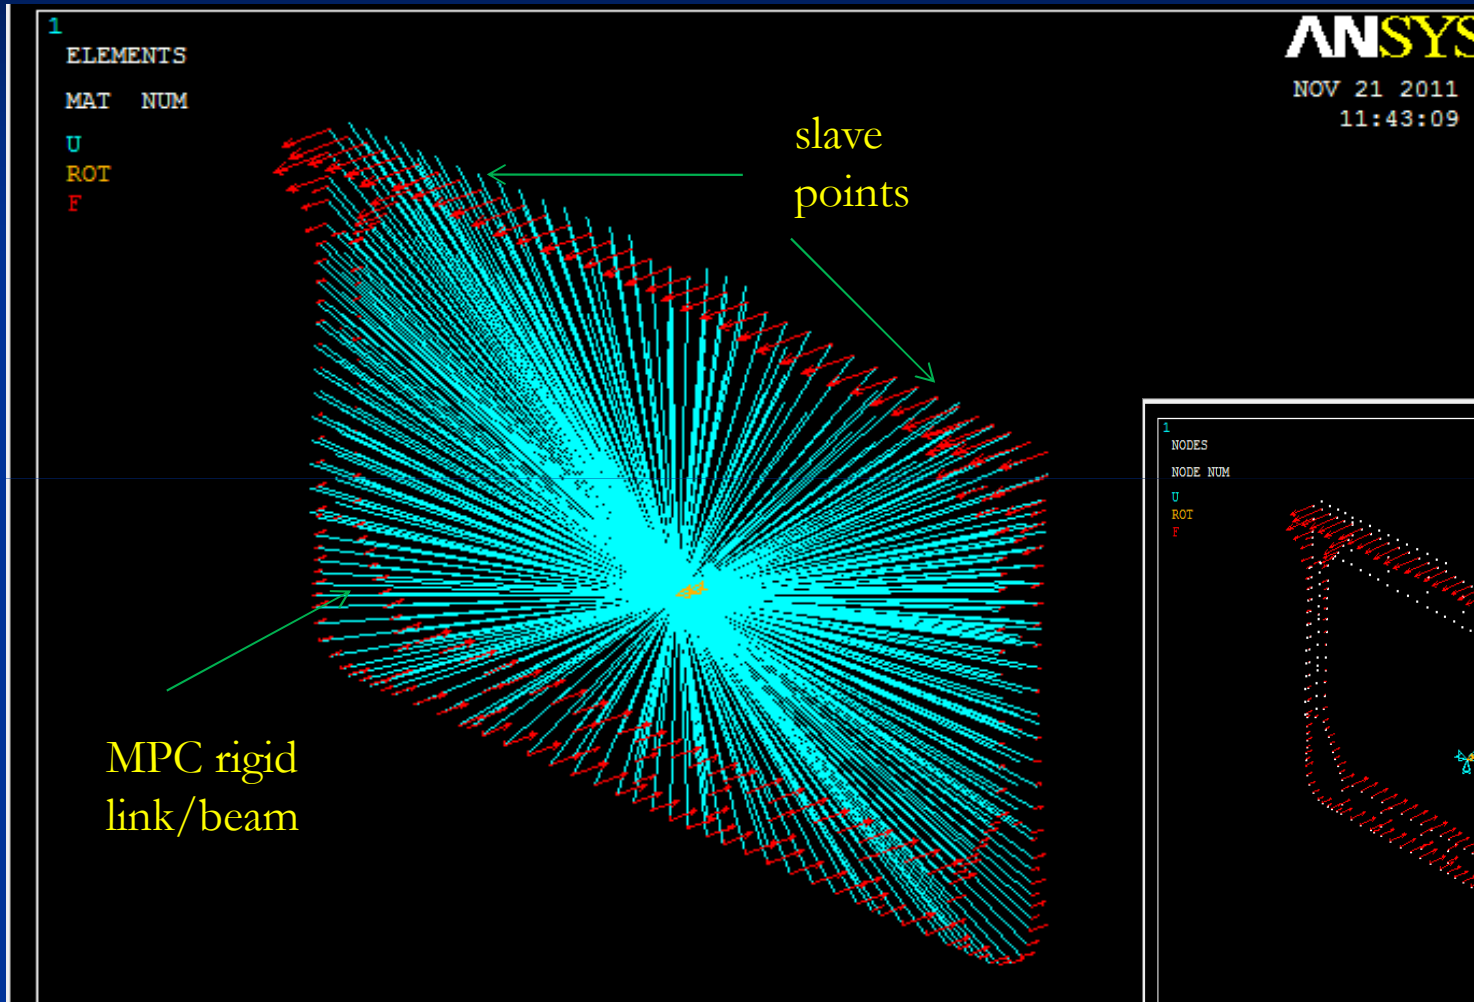 1
ELEMENTS
MAT NUM
U
ROT
F
ANSYS
NOV 21 2011
11:43:09
slave
points
MPC rigid
link/beam
1
NODES
NODE NUM
U
ROT
F